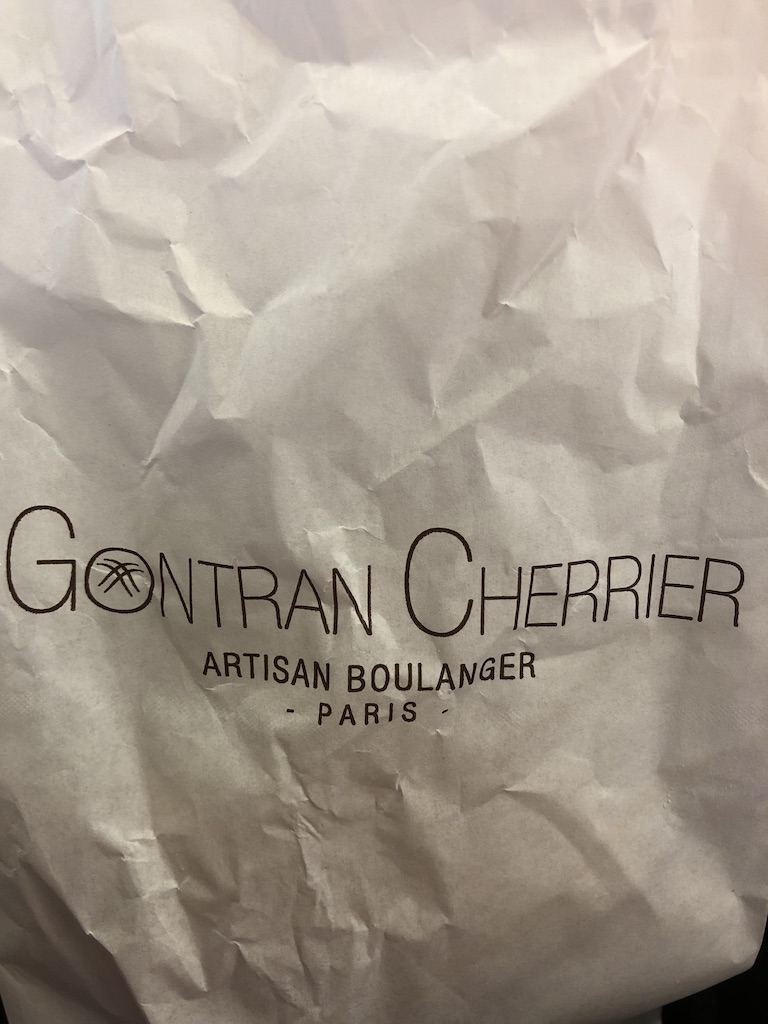 GONTRAN CHERRIER
ARTISAN BOULANGER
- PARIS -